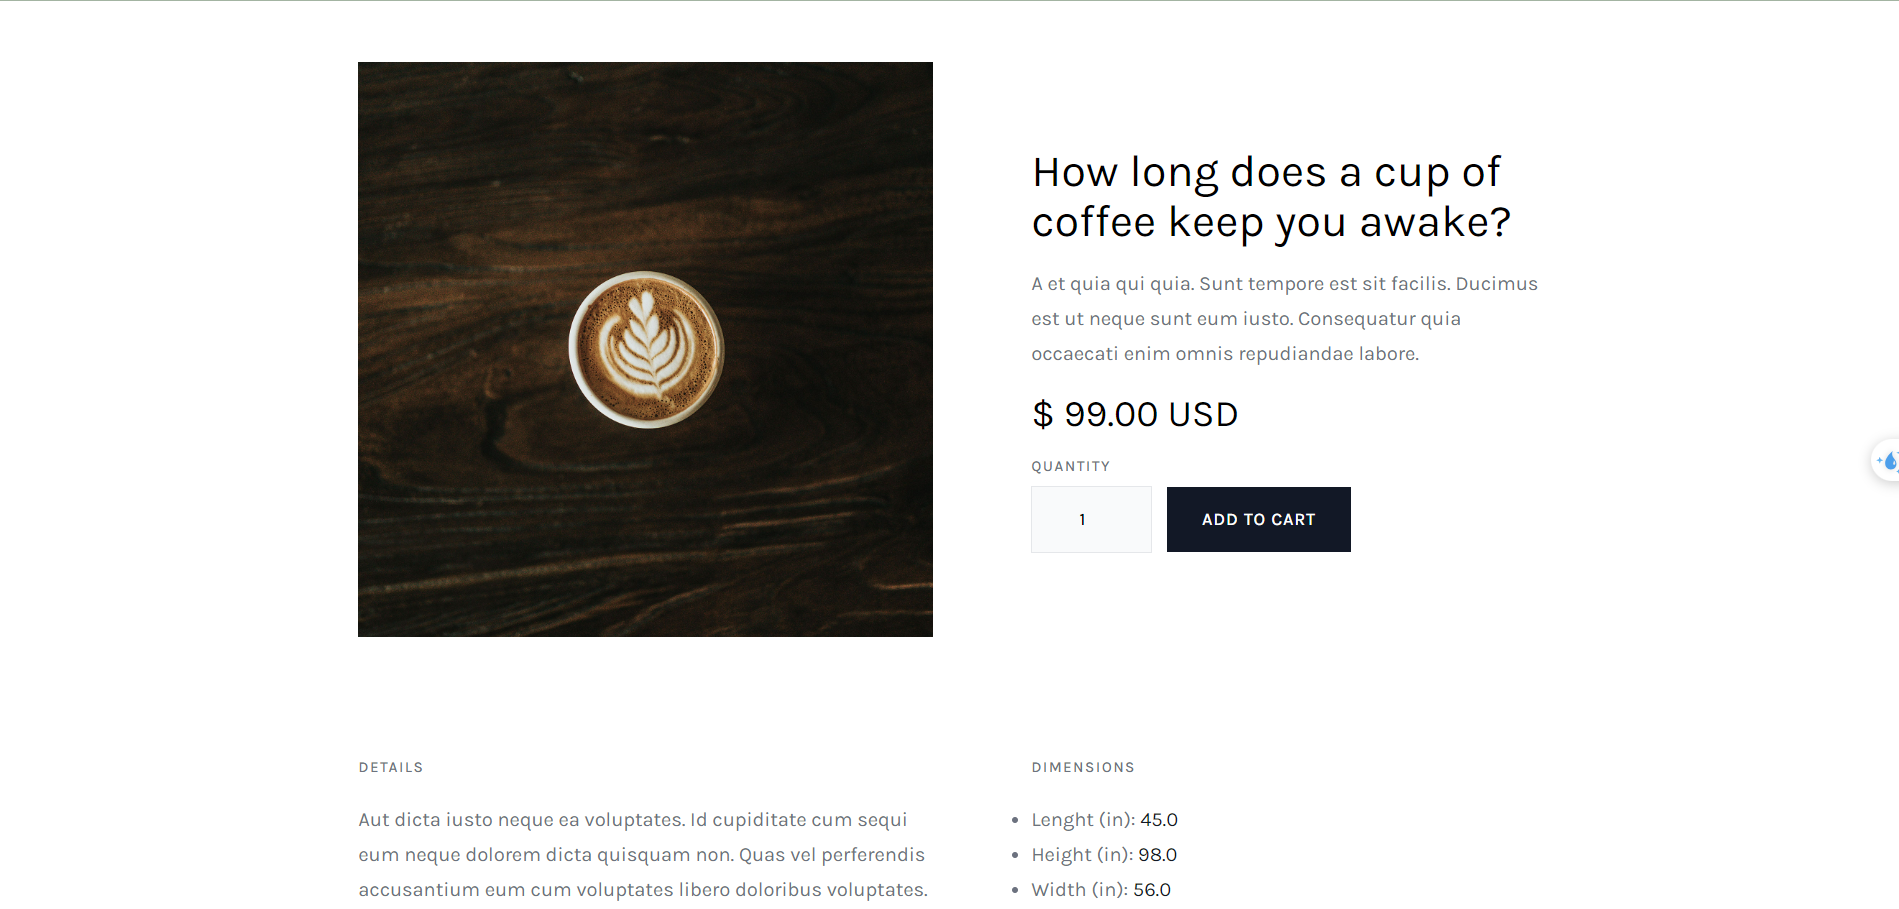 How long does a cup of
coffee keep you awake?
A et quia qui quia. Sunt tempore est sit facilis. Ducimus
est ut neque sunt eum iusto. Consequatur quia
occaecati enim omnis repudiandae labore.
$ 99.00 USD
QUANTITY
1
ADD TO CART
DETAILS
Aut dicta iusto neque ea voluptates. Id cupiditate cum sequi
eum neque dolorem dicta quisquam non. Quas vel perferendis
accusantium eum cum voluptates libero doloribus voluptates.
DIMENSIONS
Lenght (in): 45.0
Height (in): 98.0
Width (in): 56.0